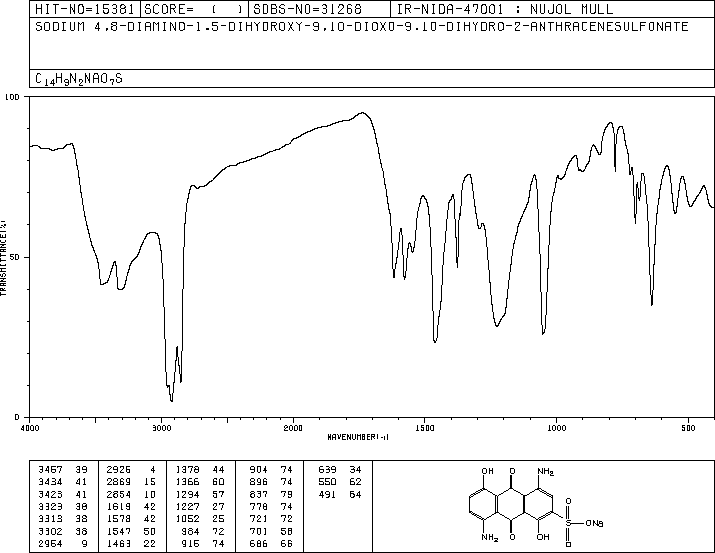 HIT-NO=15381 SCORE= ( ) SDBS-NO=31268 IR-NIDA-47001 : NUJOL MULL
SODIUM 4,8-DIAMINO-1,5-DIHYDROXY-9,10-DIOXO-9,10-DIHYDRO-2-ANTHRACENESULFONATE
C14H9N2NAO7S
100
TRANSMITTANCE(%)
50
0
4000 3000 2000 1500 1000 500
WAVENUMBER(-1)
3467 39 2926 4 1378 44 904 74 639 34
3434 41 2869 15 1366 60 896 74 550 62
3423 41 2854 10 1294 57 837 79 491 64
3323 38 1619 42 1227 27 778 74
3313 38 1578 42 1052 25 721 72
3302 38 1547 50 984 72 701 58
2954 9 1463 22 916 74 686 66
OH O NH2
O
S ONa
O
NH2 O OH